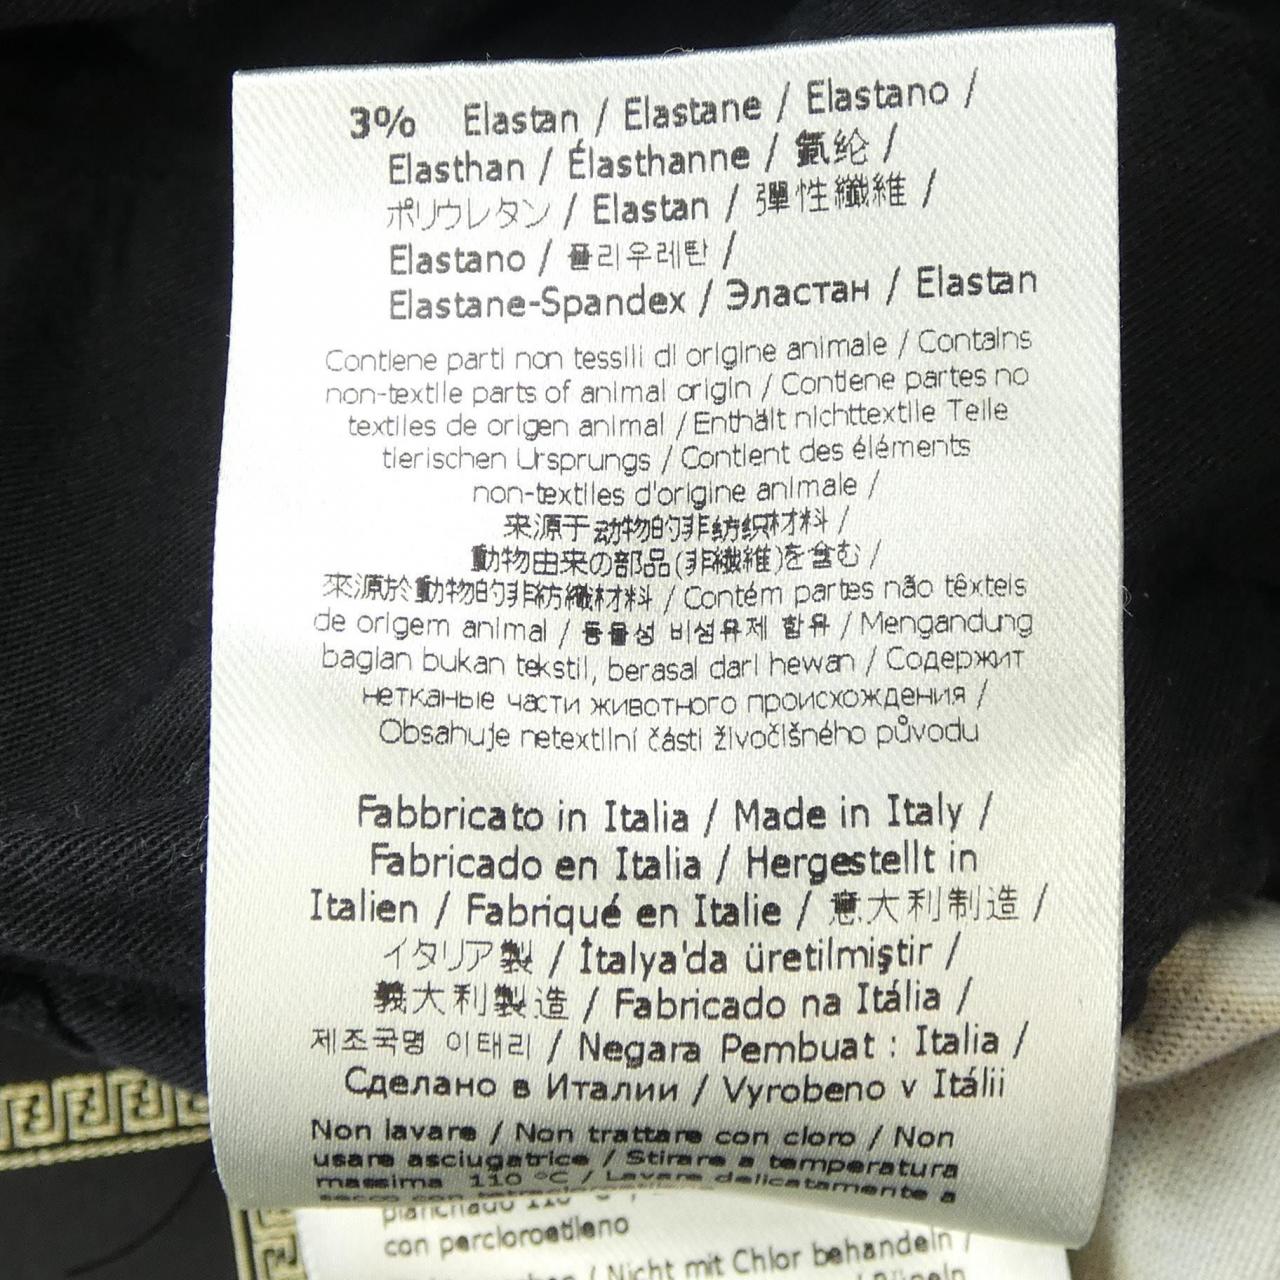 3% Elastan / Elastane / Elastano /
Elasthan / Élasthanne / 氨纶 /
ポリウレタン / Elastan / 彈性纖維 /
Elastano / 폴리우레탄 /
Elastane-Spandex / Эластан / Elastan
Contiene parti non tessili di origine animale / Contains
non-textile parts of animal origin / Contiene partes no
textiles de origen animal / Enthält nichttextile Teile
tierischen Ursprungs / Contient des éléments
non-textiles d'origine animale /
来源于动物的非纺织材料 /
動物由来の部品(非繊維)を含む /
來源於動物的非紡織材料 / Contém partes não têxteis
de origem animal / 동물성 비섬유제 함유 / Mengandung
bagian bukan tekstil, berasal dari hewan / Содержит
нетканые части животного происхождения /
Obsahuje netextilní části živočišného původu
Fabbricato in Italia / Made in Italy /
Fabricado en Italia / Hergestellt in
Italien / Fabriqué en Italie / 意大利制造 /
イタリア製 / İtalya'da üretilmiştir /
義大利製造 / Fabricado na Itália /
제조국명 이태리 / Negara Pembuat : Italia /
Сделано в Италии / Vyrobeno v Itálii
Non lavare / Non trattare con cloro / Non
usare asciugatrice / Stirare a temperatura
massima 110 °C / Lavare delicatamente a
secco con
planchado 110°
con percloroetileno
/ Nicht mit Chlor behandeln /